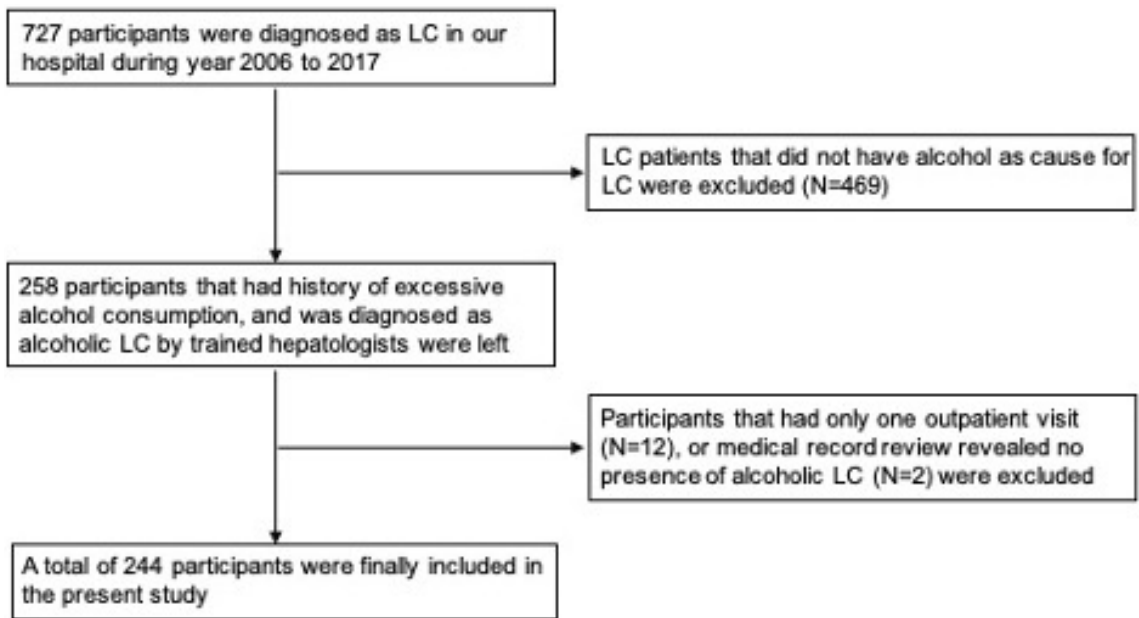 727 participants were diagnosed as LC in our
hospital during year 2006 to 2017
LC patients that did not have alcohol as cause for
LC were excluded (N=469)
258 participants that had history of excessive
alcohol consumption, and was diagnosed as
alcoholic LC by trained hepatologists were left
Participants that had only one outpatient visit
(N=12), or medical record review revealed no
presence of alcoholic LC (N=2) were excluded
A total of 244 participants were finally included in
the present study